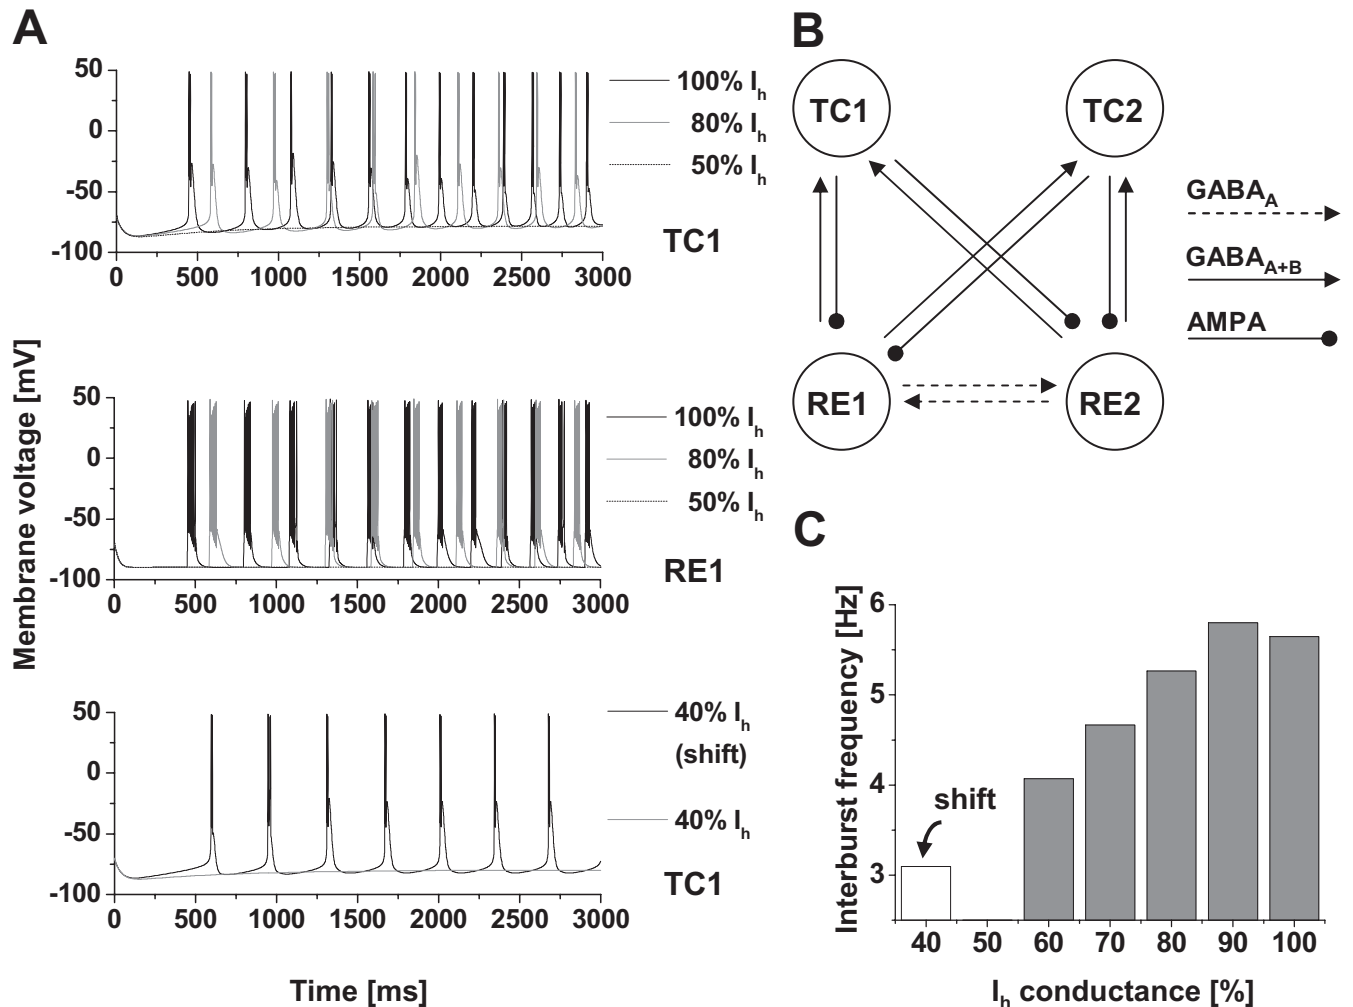 A
50
0
-50
-100
0 500 1000 1500 2000 2500 3000
100% Ih
80% Ih
50% Ih
TC1
Membrane voltage [mV]
50
0
-50
-100
0 500 1000 1500 2000 2500 3000
100% Ih
80% Ih
50% Ih
RE1
50
0
-50
-100
0 500 1000 1500 2000 2500 3000
40% Ih
(shift)
40% Ih
TC1
Time [ms]
B
TC1 TC2
RE1 RE2
GABAA
GABAA+B
AMPA
C
Interburst frequency [Hz]
6
5
4
3
shift
40 50 60 70 80 90 100
Ih conductance [%]